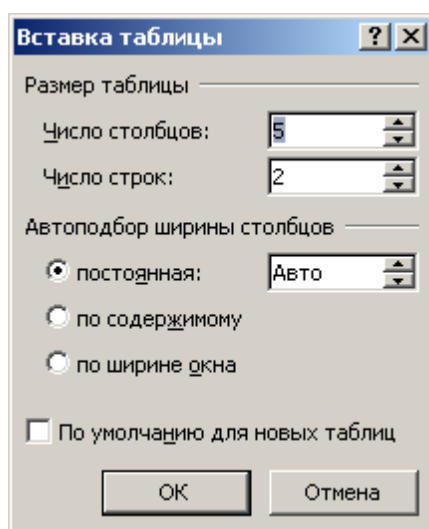 Вставка таблицы ? ×
Размер таблицы
Число столбцов: 5
Число строк: 2
Автоподбор ширины столбцов
постоянная: Авто
по содержимому
по ширине окна
По умолчанию для новых таблиц
ОК Отмена